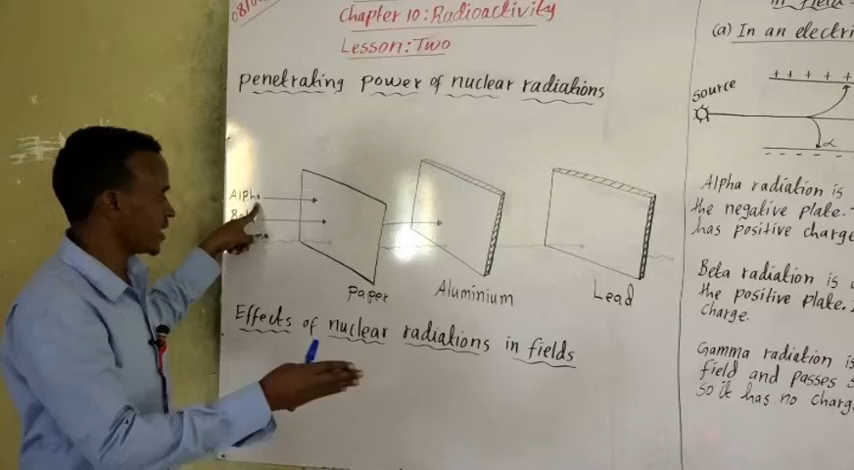 Chapter 10: Radioactivity
Lesson: Two
penetrating power of nuclear radiations
Alpha
Paper
Aluminium
Lead
Effects of nuclear radiations in fields
(a) In an electri
+ + + + +
Source
α
Alpha radiation is
the negative plate.
has positive charge
Beta radiation is
the positive plate.
charge.
Gamma radiation is
field and passes s
so it has no charg